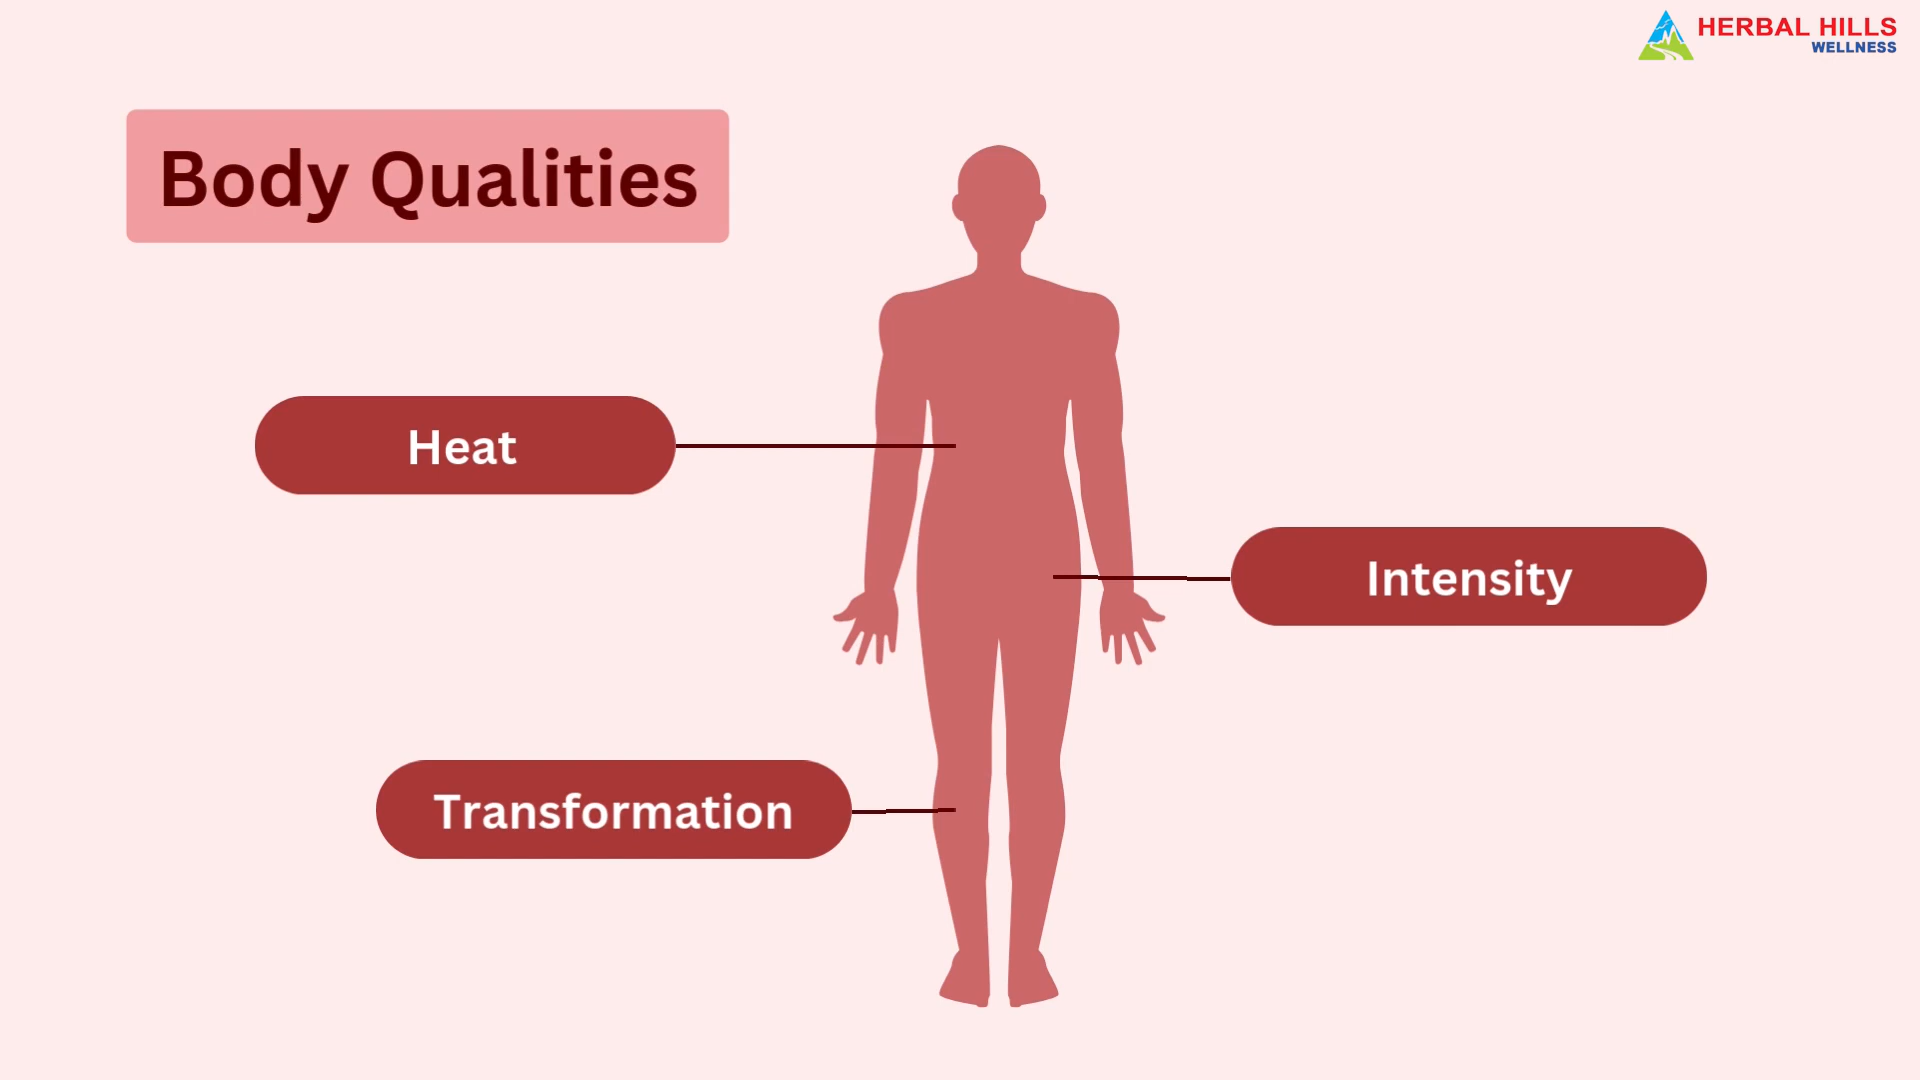 HERBAL HILLS
WELLNESS
Body Qualities
Heat
Intensity
Transformation